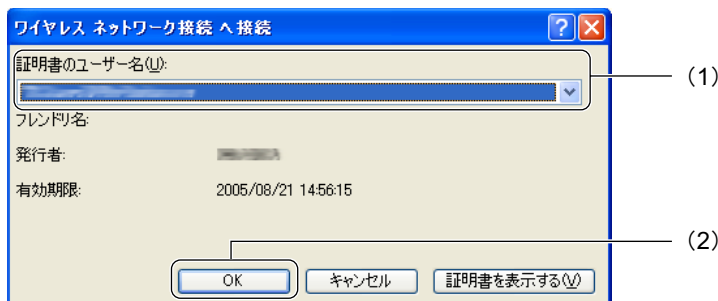 ワイヤレス ネットワーク接続 へ接続
証明書のユーザー名(U):
(1)
フレンドリ名:
発行者:
有効期限: 2005/08/21 14:56:15
(2)
OK キャンセル 証明書を表示する(V)